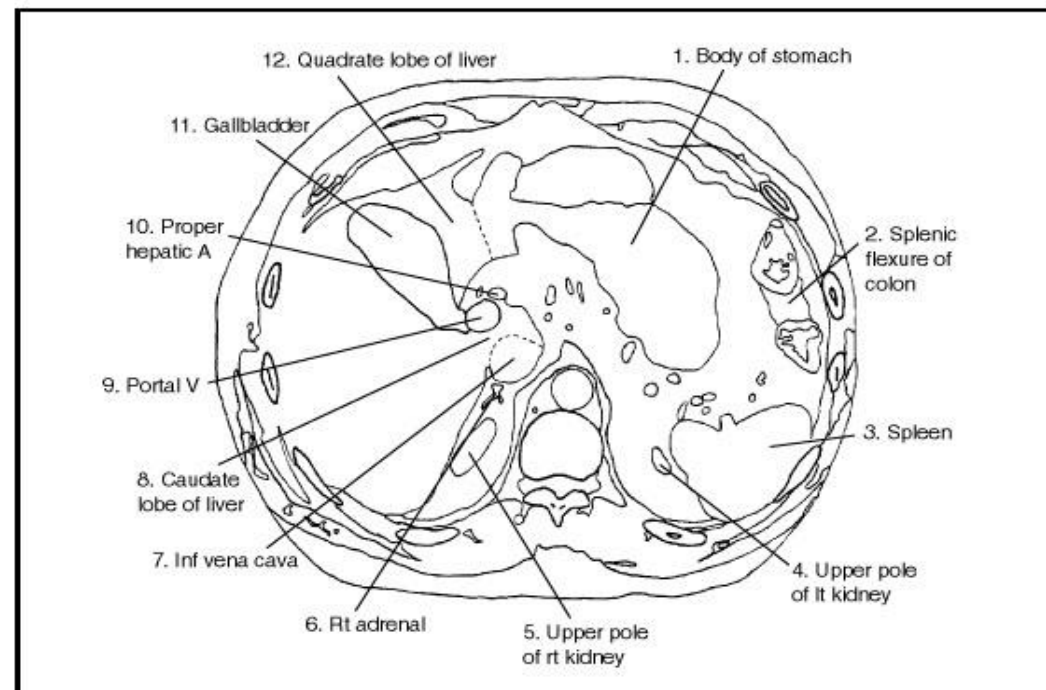 12. Quadrate lobe of liver
1. Body of stomach
11. Gallbladder
10. Proper
hepatic A
2. Splenic
flexure of
colon
9. Portal V
3. Spleen
8. Caudate
lobe of liver
7. Inf vena cava
4. Upper pole
of lt kidney
6. Rt adrenal
5. Upper pole
of rt kidney